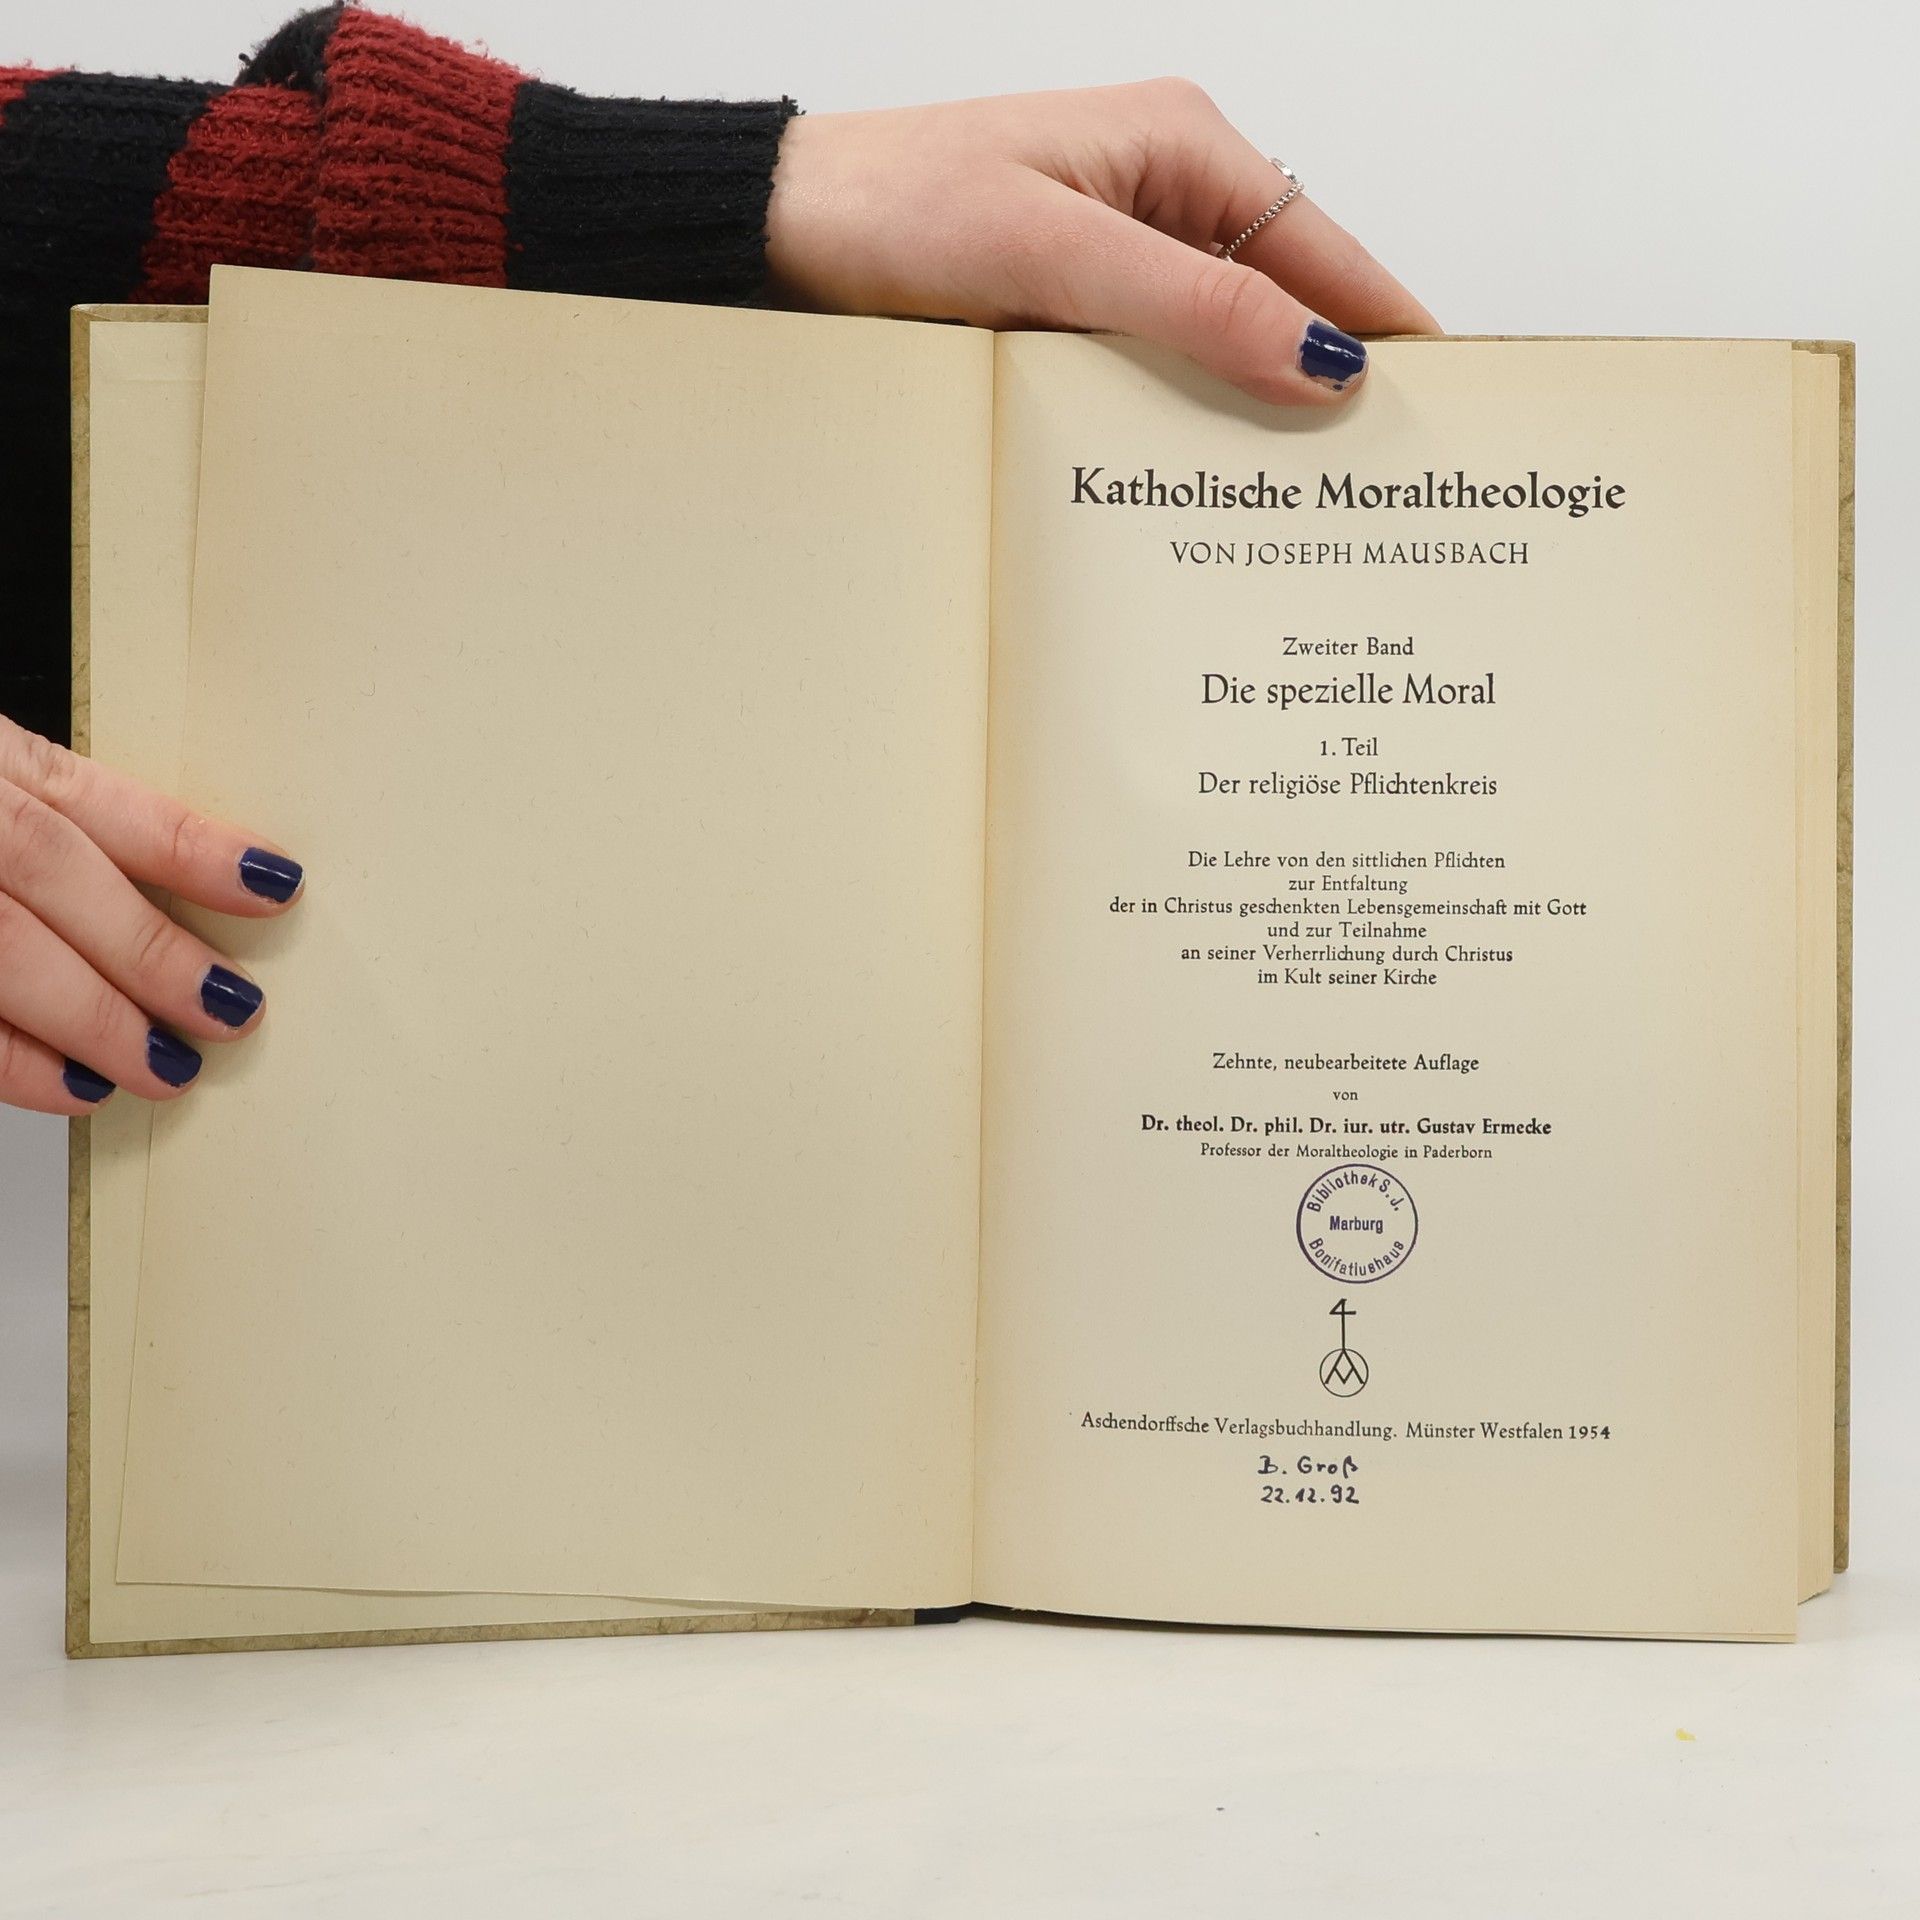 Katholische Moraltheologie
VON JOSEPH MAUSBACH
Zweiter Band
Die spezielle Moral
1. Teil
Der religiöse Pflichtenkreis
Die Lehre von den sittlichen Pflichten
zur Entfaltung
der in Christus geschenkten Lebensgemeinschaft mit Gott
und zur Teilnahme
an seiner Verherrlichung durch Christus
im Kult seiner Kirche
Zehnte, neubearbeitete Auflage
von
Dr. theol. Dr. phil. Dr. iur. utr. Gustav Ermecke
Professor der Moraltheologie in Paderborn
Bibliothek S. J.
Marburg
Bonifatiushaus
Aschendorffsche Verlagsbuchhandlung. Münster Westfalen 1954
B. Groß
22.12.92